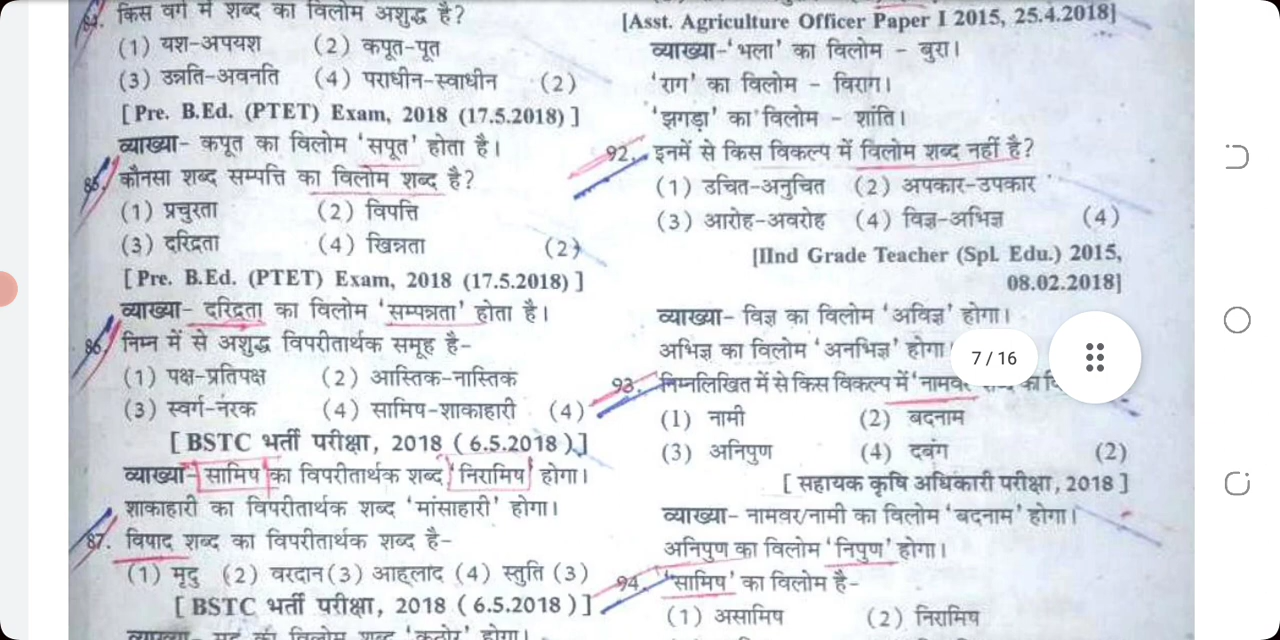 84. किस वर्ग में शब्द का विलोम अशुद्ध है?
(1) यश-अपयश (2) कपूत-पूत
(3) उन्नति-अवनति (4) पराधीन-स्वाधीन (2)
[Pre. B.Ed. (PTET) Exam, 2018 (17.5.2018)]
व्याख्या- कपूत का विलोम 'सपूत' होता है।
85. कौनसा शब्द सम्पत्ति का विलोम शब्द है?
(1) प्रचुरता (2) विपत्ति
(3) दरिद्रता (4) खिन्नता (2)
[Pre. B.Ed. (PTET) Exam, 2018 (17.5.2018)]
व्याख्या- दरिद्रता का विलोम 'सम्पन्नता' होता है।
86. निम्न में से अशुद्ध विपरीतार्थक समूह है-
(1) पक्ष-प्रतिपक्ष (2) आस्तिक-नास्तिक
(3) स्वर्ग-नरक (4) सामिष-शाकाहारी (4)
[BSTC भर्ती परीक्षा, 2018 (6.5.2018)]
व्याख्या- सामिष का विपरीतार्थक शब्द 'निरामिष' होगा।
शाकाहारी का विपरीतार्थक शब्द 'मांसाहारी' होगा।
87. विषाद शब्द का विपरीतार्थक शब्द है-
(1) मृदु (2) वरदान (3) आह्लाद (4) स्तुति (3)
[BSTC भर्ती परीक्षा, 2018 (6.5.2018)]
व्याख्या- मृदु का विलोम शब्द 'कठोर' होगा।
[Asst. Agriculture Officer Paper I 2015, 25.4.2018]
व्याख्या-'भला' का विलोम - बुरा।
'राग' का विलोम - विराग।
'झगड़ा' का विलोम - शांति।
92. इनमें से किस विकल्प में विलोम शब्द नहीं है?
(1) उचित-अनुचित (2) अपकार-उपकार
(3) आरोह-अवरोह (4) विज्ञ-अभिज्ञ (4)
[IInd Grade Teacher (Spl. Edu.) 2015,
08.02.2018]
व्याख्या- विज्ञ का विलोम 'अविज्ञ' होगा।
अभिज्ञ का विलोम 'अनभिज्ञ' होगा
7 / 16
93. निम्नलिखित में से किस विकल्प में 'नामवर' का
(1) नामी (2) बदनाम
(3) अनिपुण (4) दबंग (2)
[सहायक कृषि अधिकारी परीक्षा, 2018]
व्याख्या- नामवर/नामी का विलोम 'बदनाम' होगा।
अनिपुण का विलोम 'निपुण' होगा।
94. 'सामिष' का विलोम है-
(1) असामिष (2) निरामिष